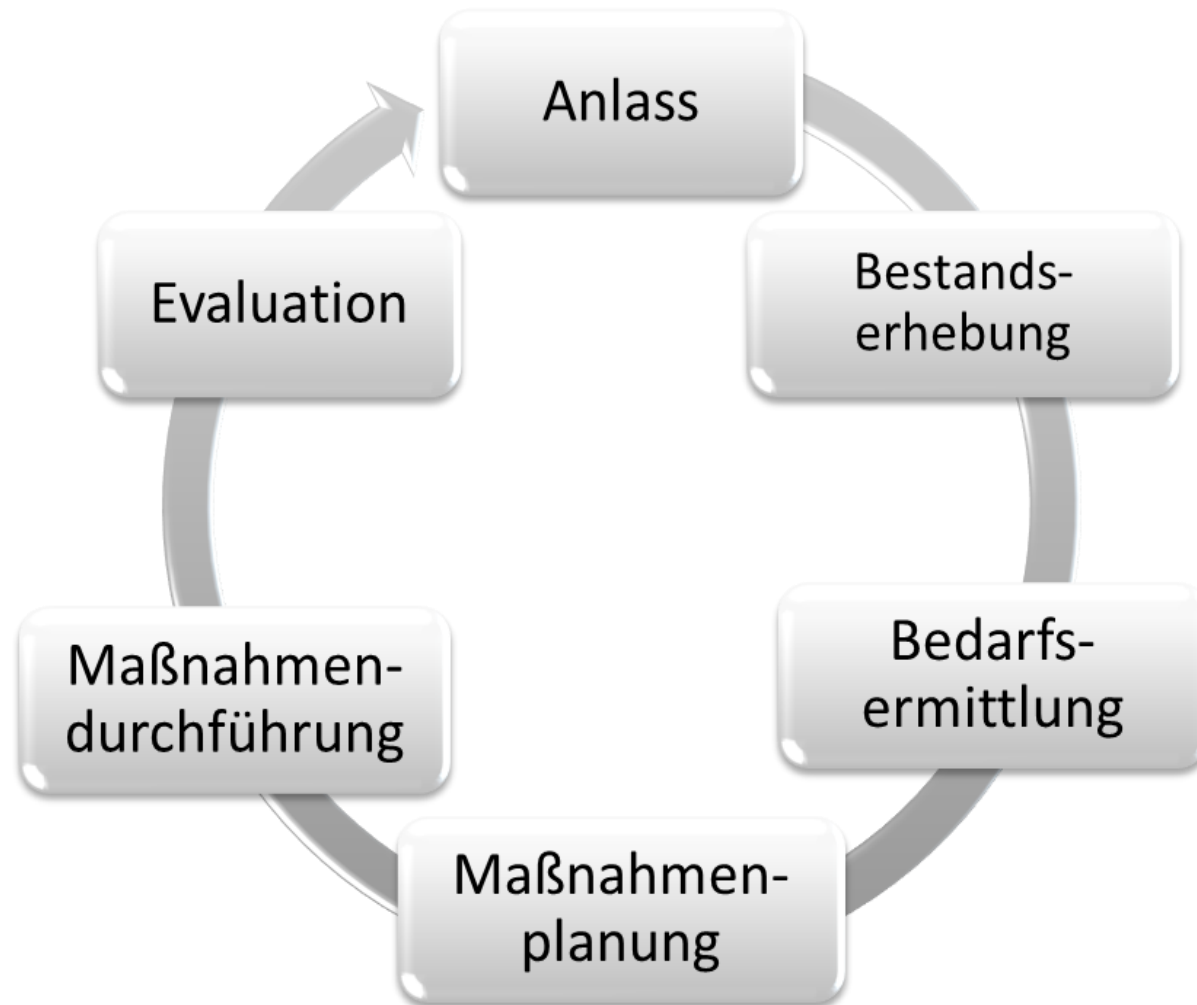 Anlass
Bestands-
erhebung
Bedarfs-
ermittlung
Maßnahmen-
planung
Maßnahmen-
durchführung
Evaluation